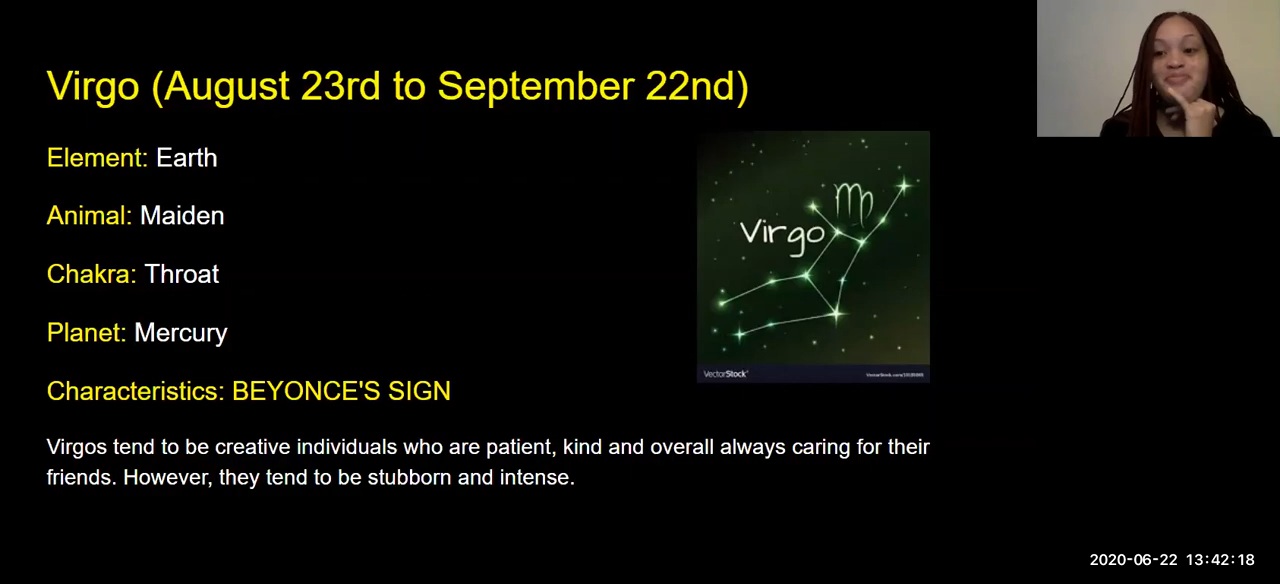 Virgo (August 23rd to September 22nd)
Element: Earth
Animal: Maiden
Chakra: Throat
Planet: Mercury
Characteristics: BEYONCE'S SIGN
Virgos tend to be creative individuals who are patient, kind and overall always caring for their
friends. However, they tend to be stubborn and intense.
Virgo
VectorStock
2020-06-22 13:42:18